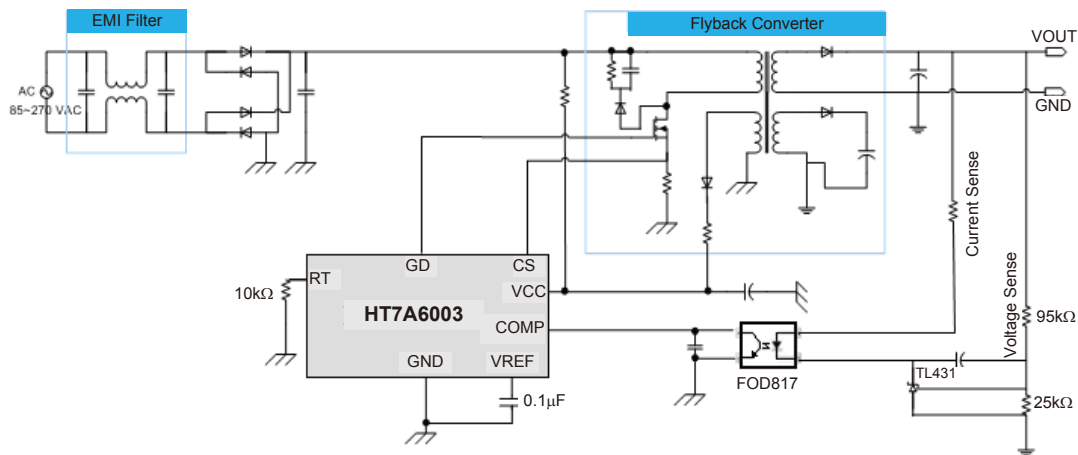 EMI Filter
Flyback Converter
VOUT
AC
85~270 VAC
GND
Current Sense
GD
CS
RT
10kΩ
VCC
HT7A6003
Voltage Sense
COMP
95kΩ
GND
VREF
FOD817
TL431
0.1μF
25kΩ